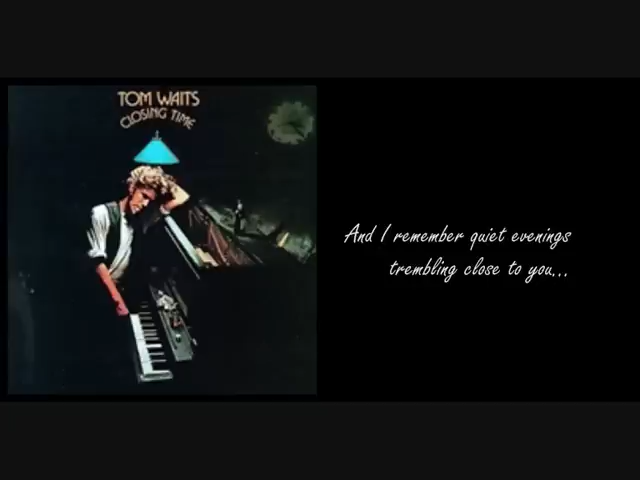 TOM WAITS
CLOSING TIME
And I remember quiet evenings
trembling close to you...